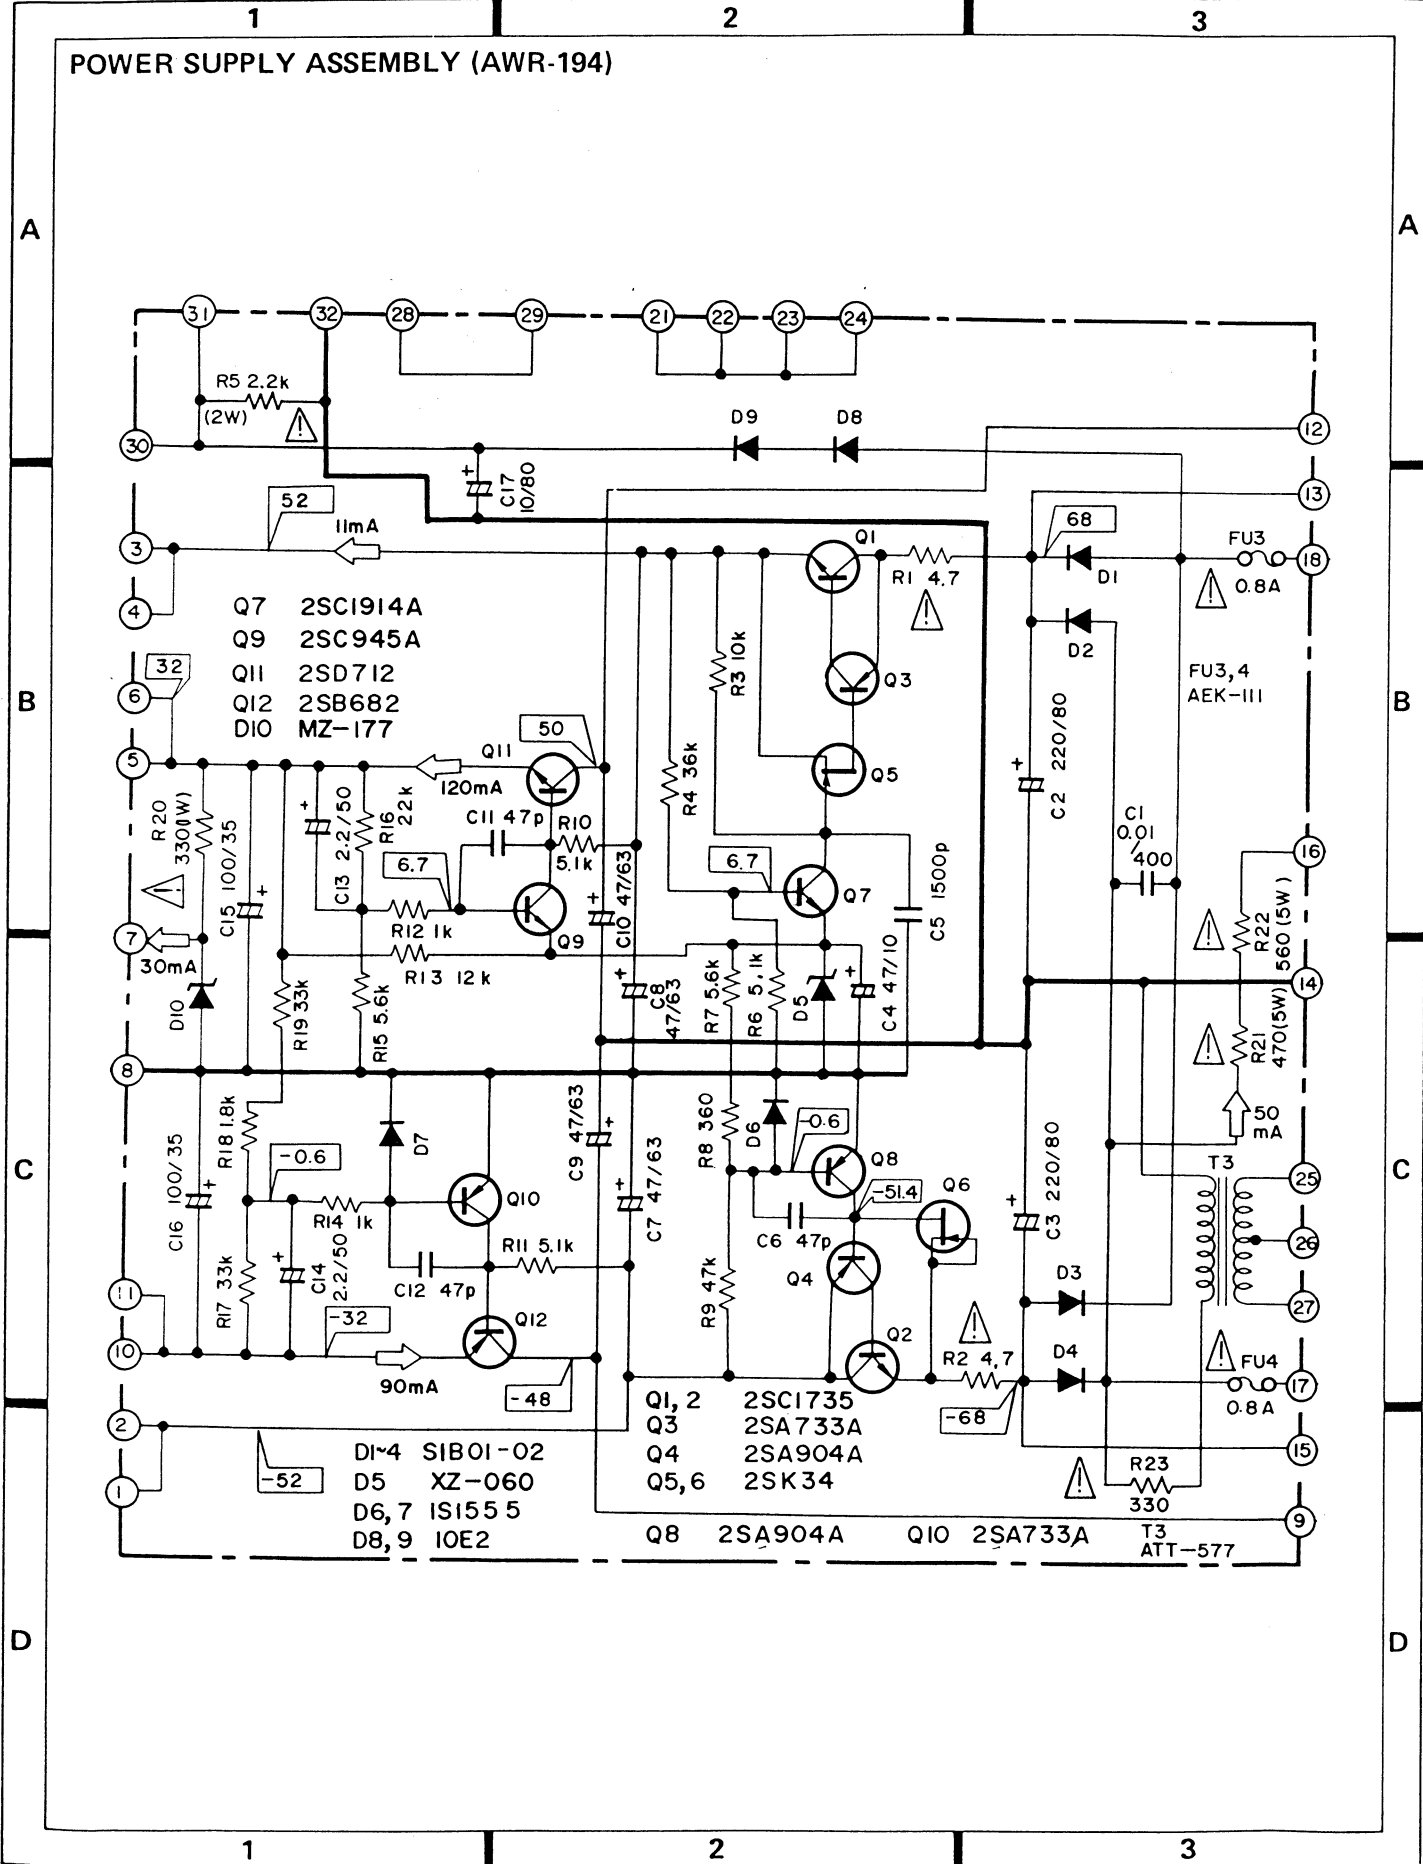 1 2 3
POWER SUPPLY ASSEMBLY (AWR-194)
A A
31 32 28 29 21 22 23 24
R5 2.2k
(2W)
D9 D8
30 12
C17
10/80
13
52
11mA
68
3
Q1
FU3
18
R1 4.7
D1
0.8A
4
Q7 2SC1914A
Q9 2SC945A
Q11 2SD712
Q12 2SB682
D10 MZ-177
R3 10k
D2
Q3
32
6
FU3,4
AEK-111
B B
50
Q11
5
120mA
R4 36k
Q5
C2 220/80
R20
330(1W)
C15 100/35
C13 2.2/50
R16
22k
C11 47p
R10
5.1k
C1
0.01
400
16
6.7
6.7
C10 47/63
Q7
C5 1500p
R12 1k
Q9
R22
560(5W)
7
30mA
R13 12k
D10
R19 33k
R15 5.6k
C8
47/63
R7 5.6k
R6 5.1k
D5
C4 47/10
14
R21
470(5W)
8
50
mA
R18 1.8k
D7
C9 47/63
R8 360
D6
-0.6
C3 220/80
C C
C16 100/35
-0.6
R14 1k
Q10
C7 47/63
Q8
-51.4
Q6
T3
25
R17 33k
C14
2.2/50
C12 47p
R11 5.1k
C6 47p
26
Q4
R9 47k
D3
11
27
-32
Q12
10
90mA
Q2
R2 4.7
D4
FU4
17
0.8A
-48
-68
Q1,2 2SC1735
Q3 2SA733A
Q4 2SA904A
Q5,6 2SK34
2
15
D1~4 S1B01-02
D5 XZ-060
D6,7 1S1555
D8,9 10E2
-52
1
R23
330
9
Q8 2SA904A Q10 2SA733A
T3
ATT-577
D D
1 2 3